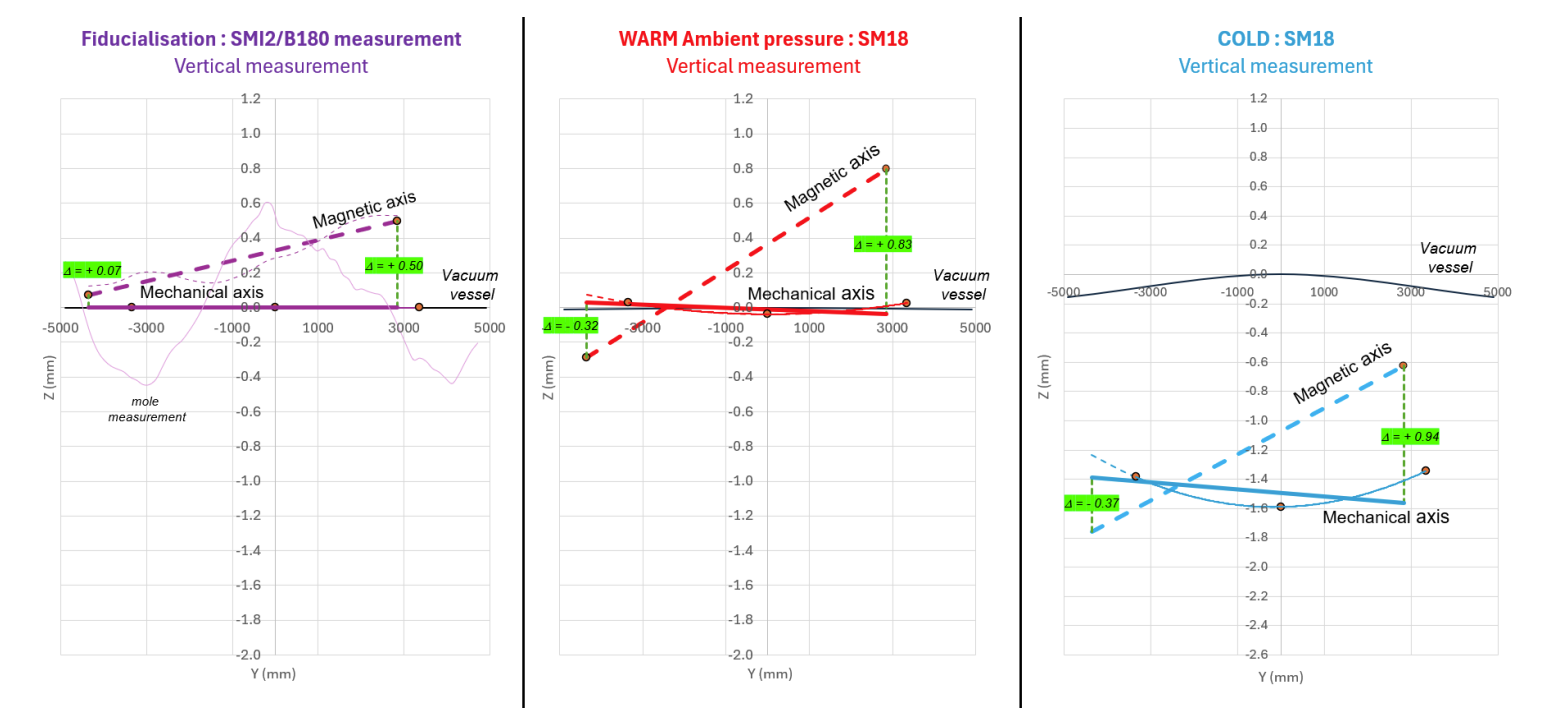 Fiducialisation : SMI2/B180 measurement
Vertical measurement
1.2
1.0
0.8
0.6
0.4
0.2
0.0
-0.2
-0.4
-0.6
-0.8
-1.0
-1.2
-1.4
-1.6
-1.8
-2.0
-5000
-3000
-1000
1000
3000
5000
Z (mm)
Y (mm)
Magnetic axis
Mechanical axis
Vacuum
vessel
Δ = + 0.07
Δ = + 0.50
mole
measurement
WARM Ambient pressure : SM18
Vertical measurement
1.2
1.0
0.8
0.6
0.4
0.2
0.0
-0.2
-0.4
-0.6
-0.8
-1.0
-1.2
-1.4
-1.6
-1.8
-2.0
-3000
-1000
1000
3000
5000
Z (mm)
Y (mm)
Magnetic axis
Mechanical axis
Vacuum
vessel
Δ = - 0.32
Δ = + 0.83
COLD : SM18
Vertical measurement
1.2
1.0
0.8
0.6
0.4
0.2
0.0
-0.2
-0.4
-0.6
-0.8
-1.0
-1.2
-1.4
-1.6
-1.8
-2.0
-2.2
-2.4
-2.6
-5000
-3000
-1000
1000
3000
5000
Z (mm)
Y (mm)
Vacuum
vessel
Magnetic axis
Mechanical axis
Δ = - 0.37
Δ = + 0.94